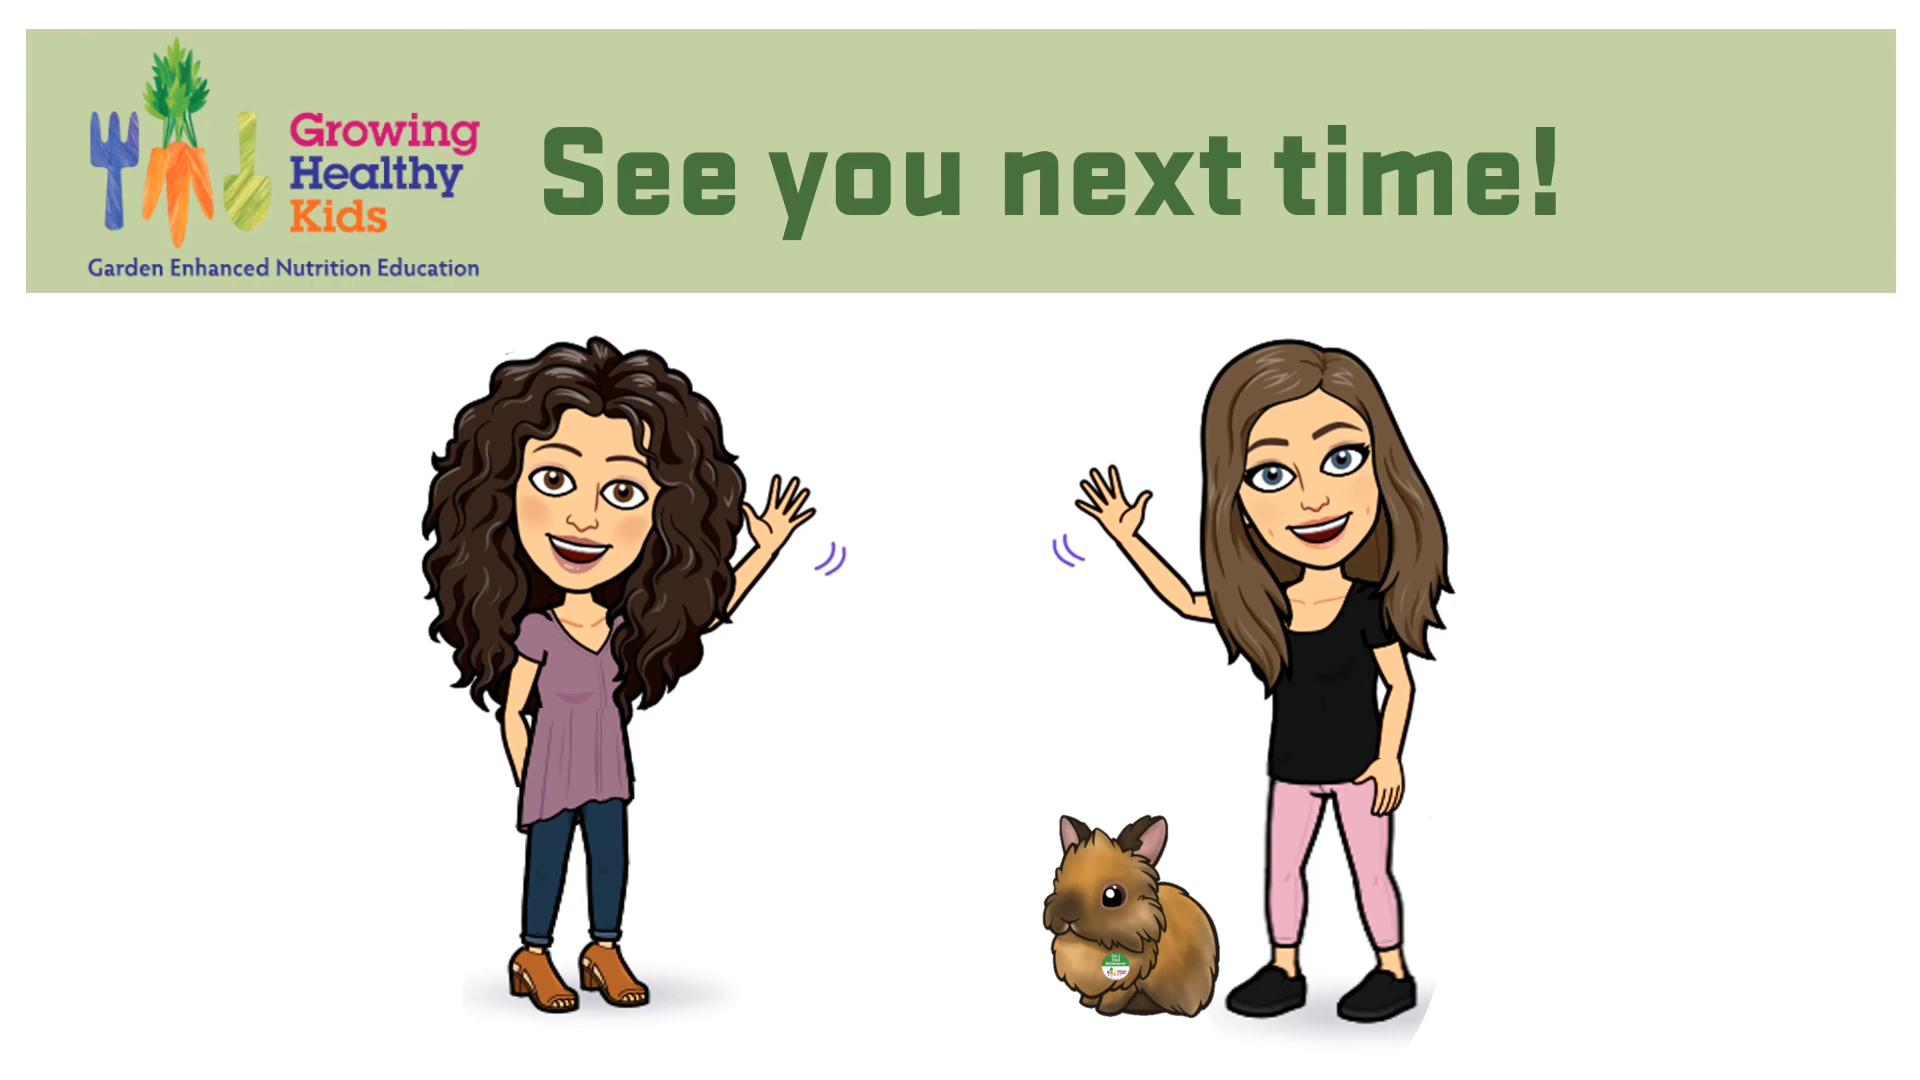 Growing
Healthy
Kids
Garden Enhanced Nutrition Education
See you next time!